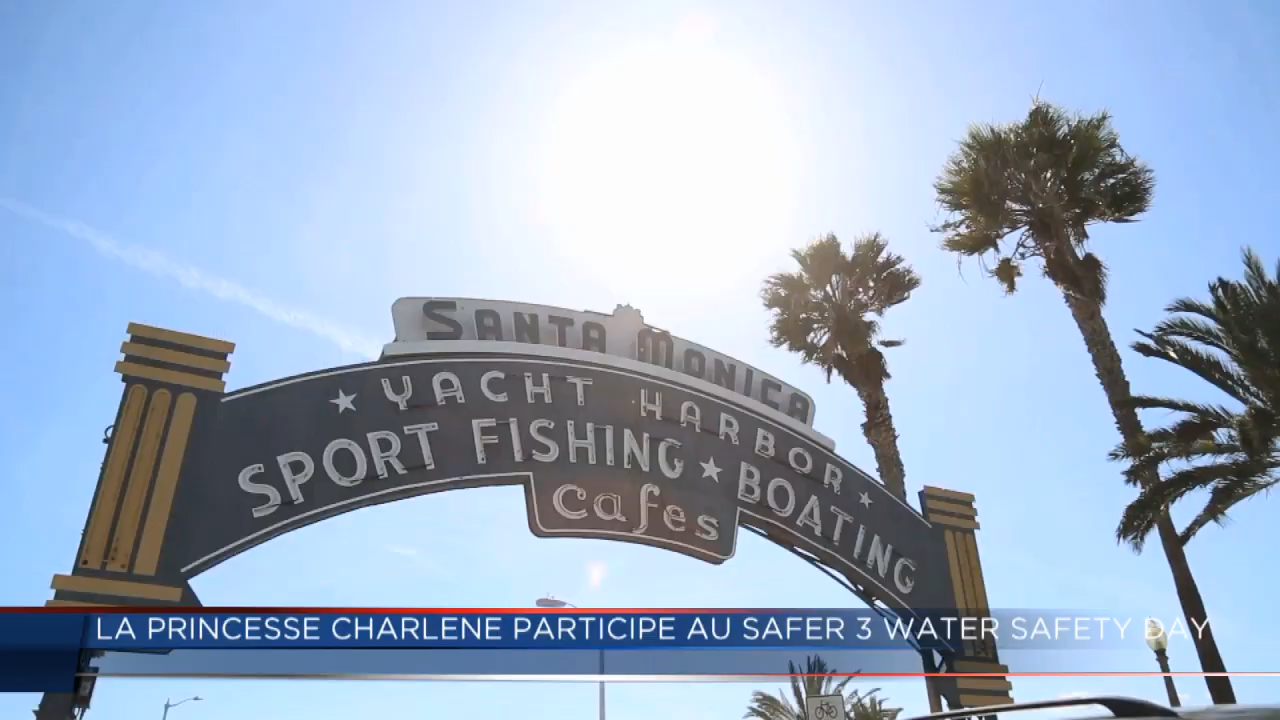 SANTA MONICA
YACHT HARBOR
SPORT FISHING ★ BOATING
Cafes
LA PRINCESSE CHARLENE PARTICIPE AU SAFER 3 WATER SAFETY DAY